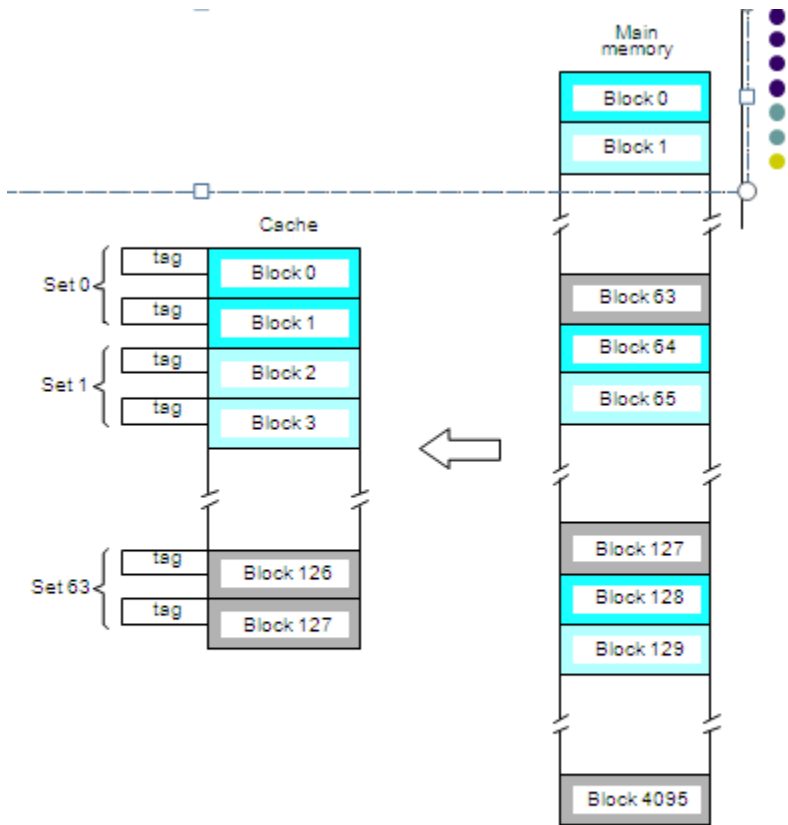 Main
memory
Block 0
Block 1
Cache
Set 0
tag
Block 0
tag
Block 1
Set 1
tag
Block 2
tag
Block 3
Set 63
tag
Block 126
tag
Block 127
Block 63
Block 64
Block 65
Block 127
Block 128
Block 129
Block 4095